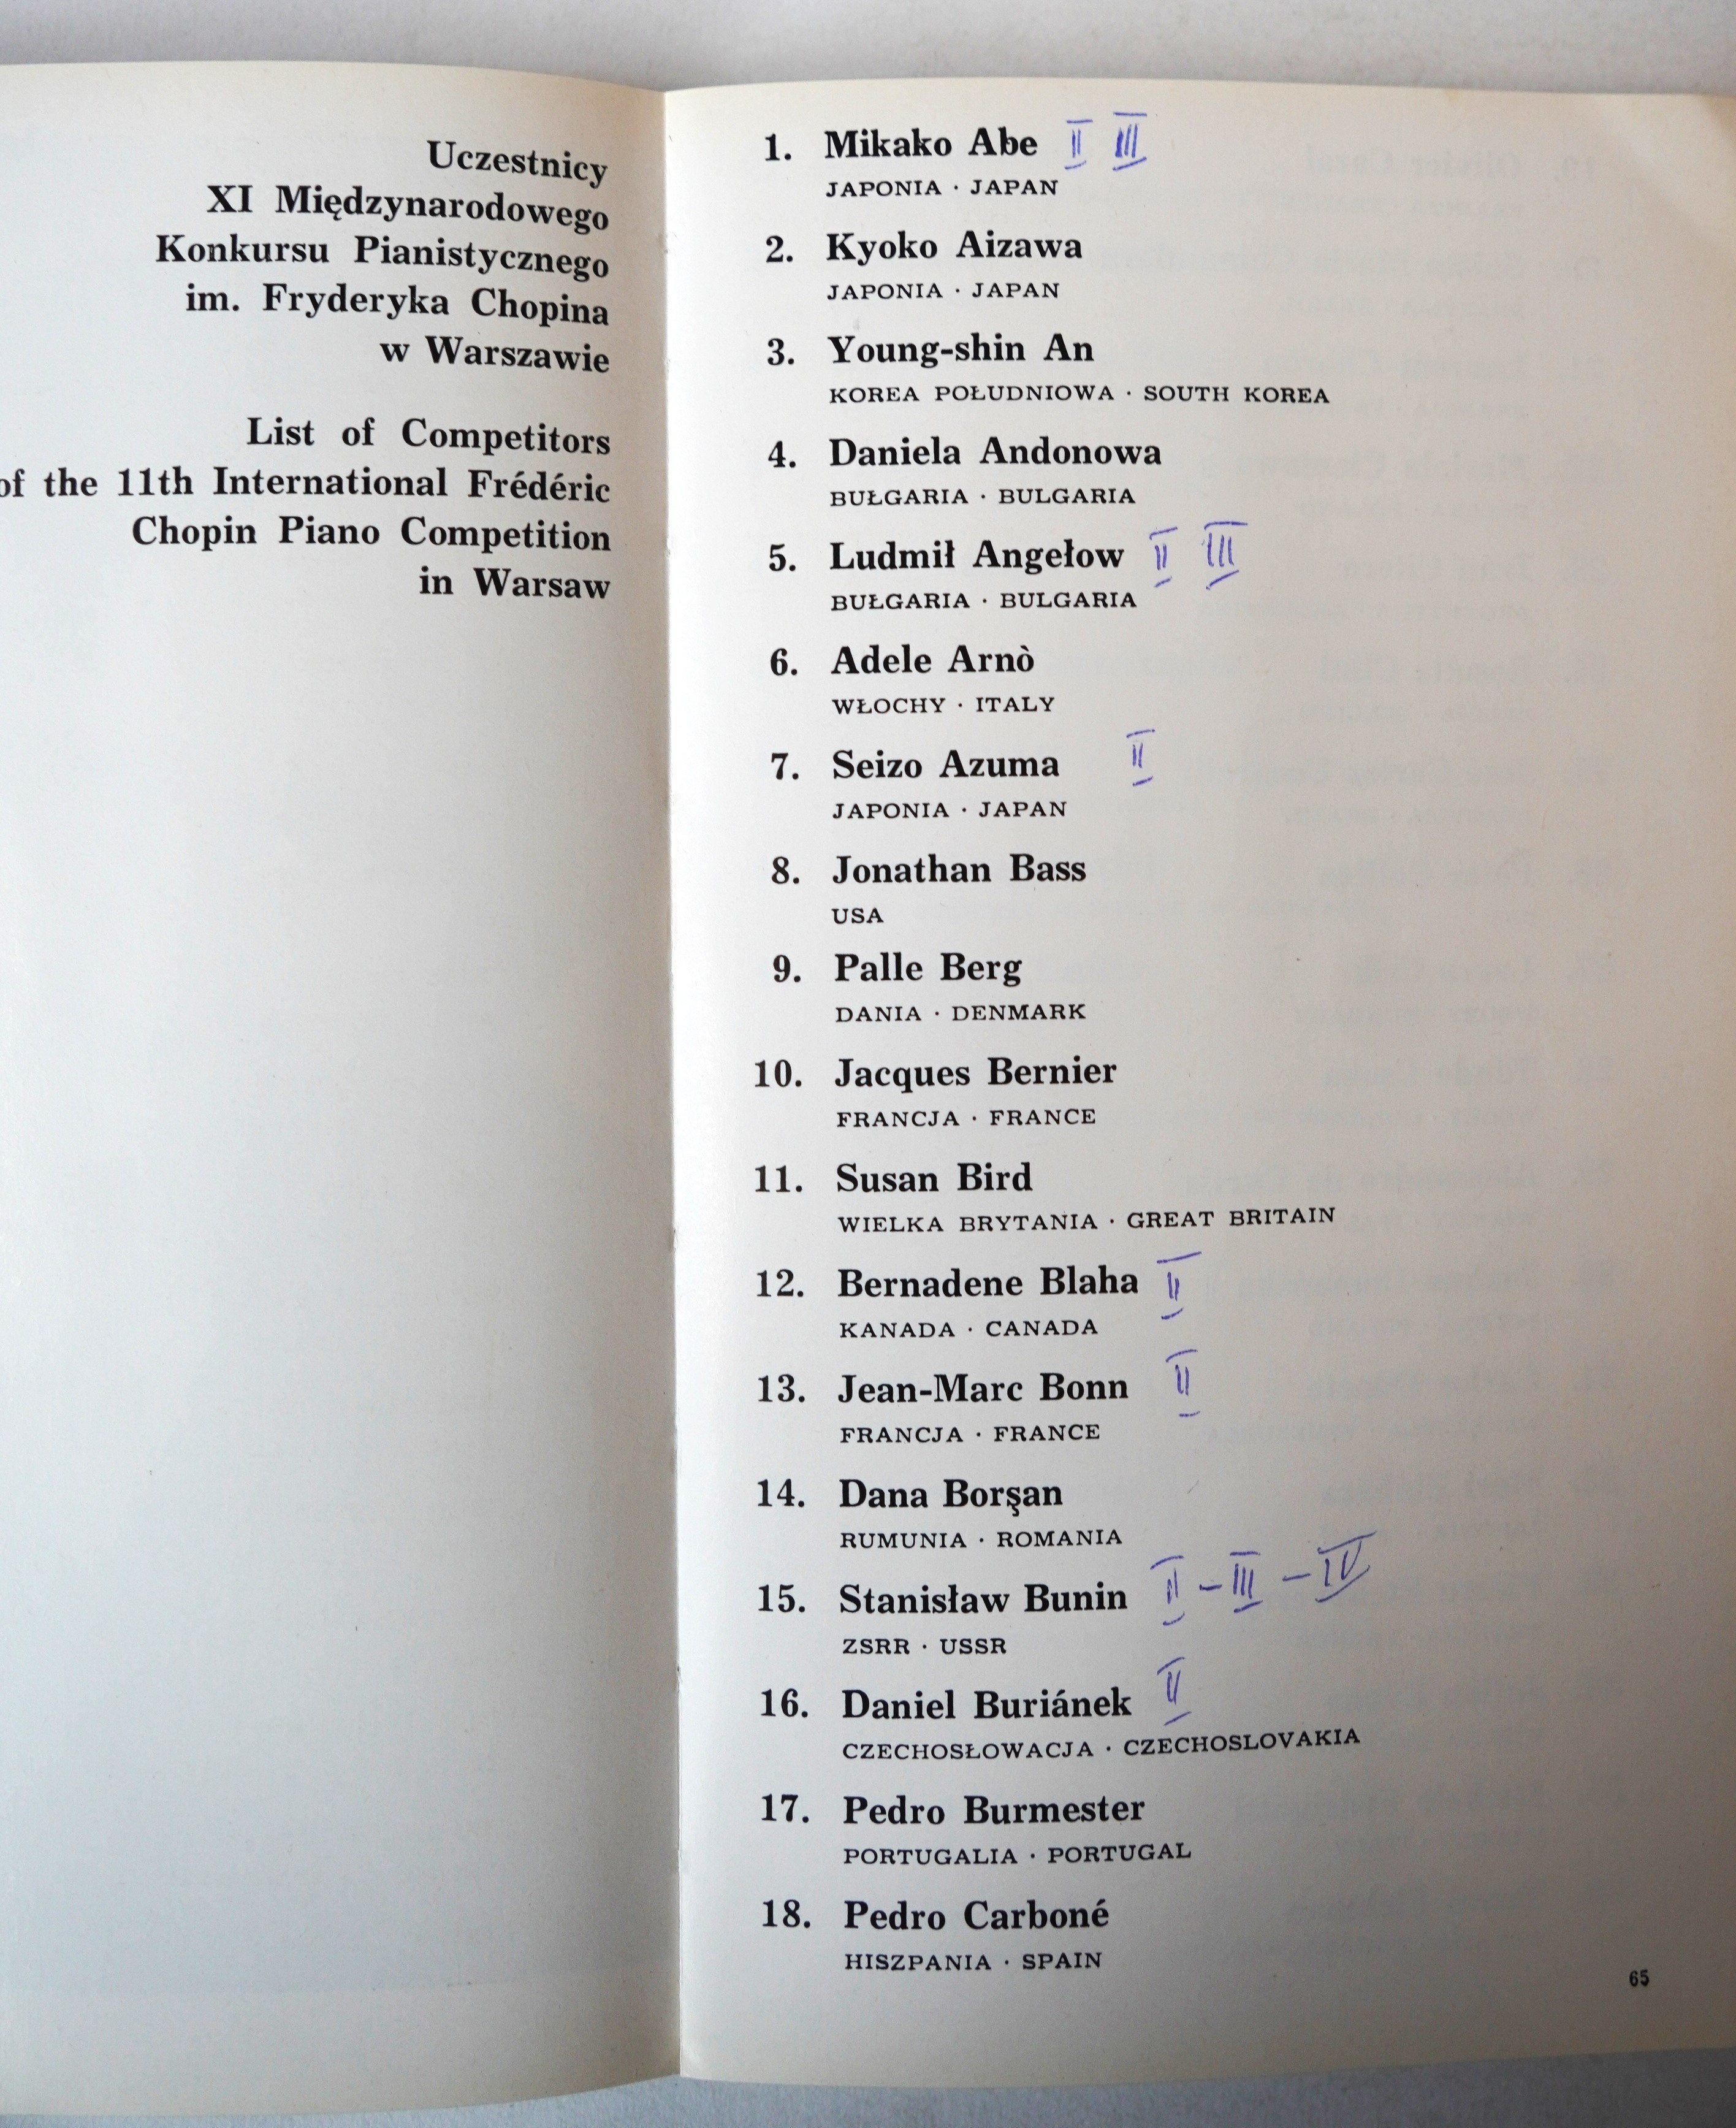 Uczestnicy
XI Międzynarodowego
Konkursu Pianistycznego
im. Fryderyka Chopina
w Warszawie
List of Competitors
of the 11th International Frédéric
Chopin Piano Competition
in Warsaw
1. Mikako Abe II III
JAPONIA · JAPAN
2. Kyoko Aizawa
JAPONIA · JAPAN
3. Young-shin An
KOREA POŁUDNIOWA · SOUTH KOREA
4. Daniela Andonowa
BUŁGARIA · BULGARIA
5. Ludmił Angełow II III
BUŁGARIA · BULGARIA
6. Adele Arnò
WŁOCHY · ITALY
7. Seizo Azuma II
JAPONIA · JAPAN
8. Jonathan Bass
USA
9. Palle Berg
DANIA · DENMARK
10. Jacques Bernier
FRANCJA · FRANCE
11. Susan Bird
WIELKA BRYTANIA · GREAT BRITAIN
12. Bernadene Blaha II
KANADA · CANADA
13. Jean-Marc Bonn II
FRANCJA · FRANCE
14. Dana Borşan
RUMUNIA · ROMANIA
15. Stanisław Bunin II – III – IV
ZSRR · USSR
16. Daniel Buriánek II
CZECHOSŁOWACJA · CZECHOSLOVAKIA
17. Pedro Burmester
PORTUGALIA · PORTUGAL
18. Pedro Carboné
HISZPANIA · SPAIN
65